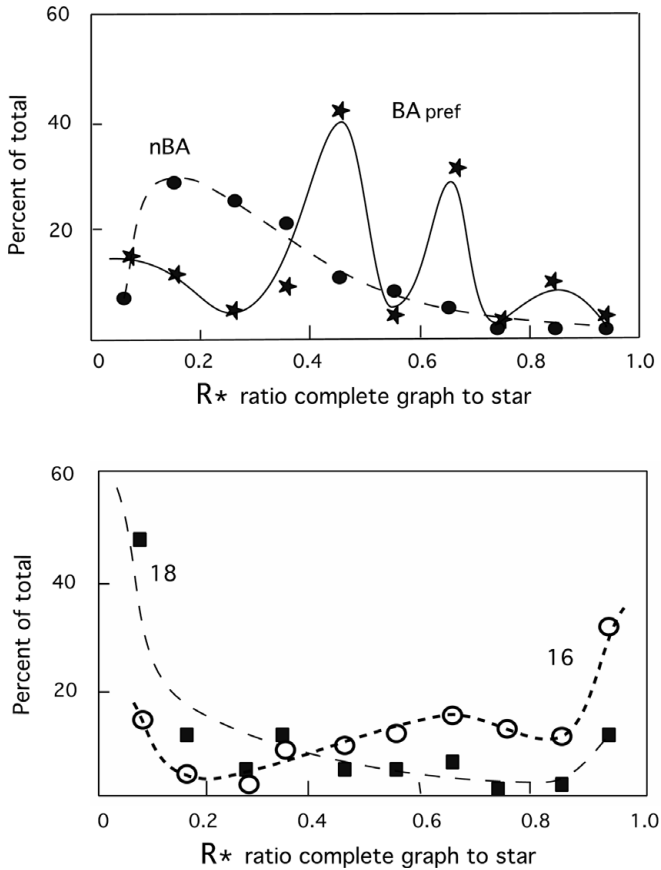 60
40
20
Percent of total
nBA
BA pref
0 0.2 0.4 0.6 0.8 1.0
R* ratio complete graph to star
60
40
20
Percent of total
18
16
0 0.2 0.4 0.6 0.8 1.0
R* ratio complete graph to star